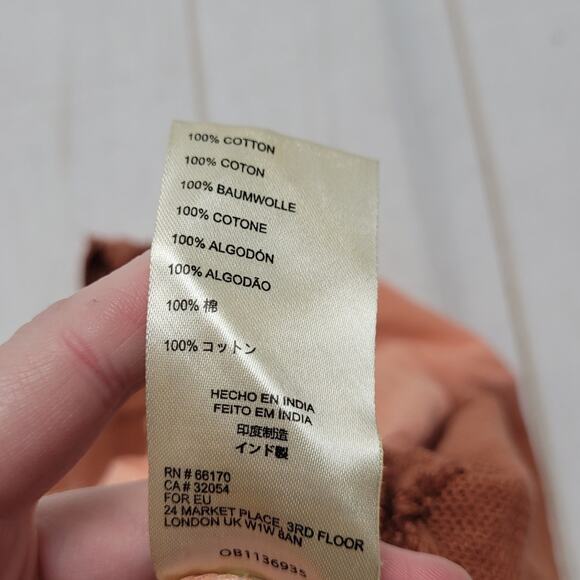 100% COTTON
100% COTON
100% BAUMWOLLE
100% COTONE
100% ALGODÓN
100% ALGODÃO
100% 棉
100% コットン
HECHO EN INDIA
FEITO EM ÍNDIA
印度制造
インド製
RN # 66170
CA # 32054
FOR EU
24 MARKET PLACE, 3RD FLOOR
LONDON UK W1W 8AN
OB1136935